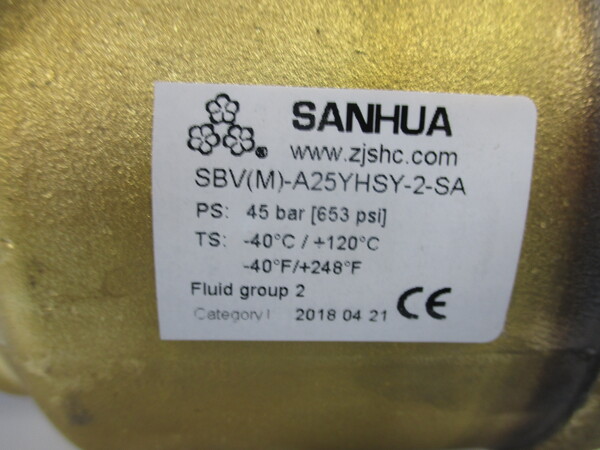 SANHUA
www.zjshc.com
SBV(M)-A25YHSY-2-SA
PS: 45 bar [653 psi]
TS: -40°C / +120°C
-40°F/+248°F
Fluid group 2
Category I 2018 04 21 CE